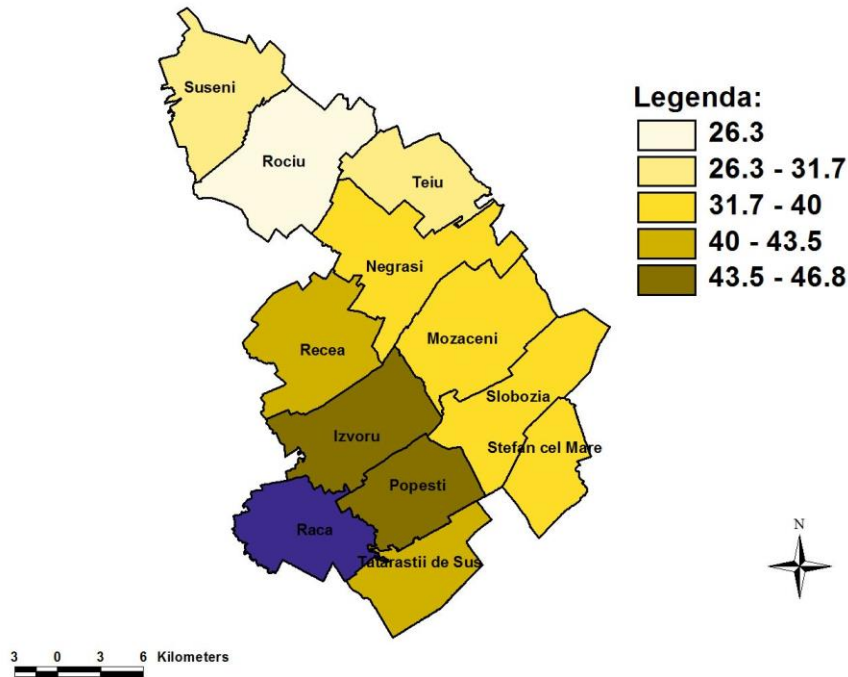 Suseni
Rociu
Teiu
Negrasi
Recea
Mozaceni
Slobozia
Izvoru
Stefan cel Mare
Popesti
Raca
Tatarastii de Sus
Legenda:
26.3
26.3 - 31.7
31.7 - 40
40 - 43.5
43.5 - 46.8
N
3 0 3 6 Kilometers